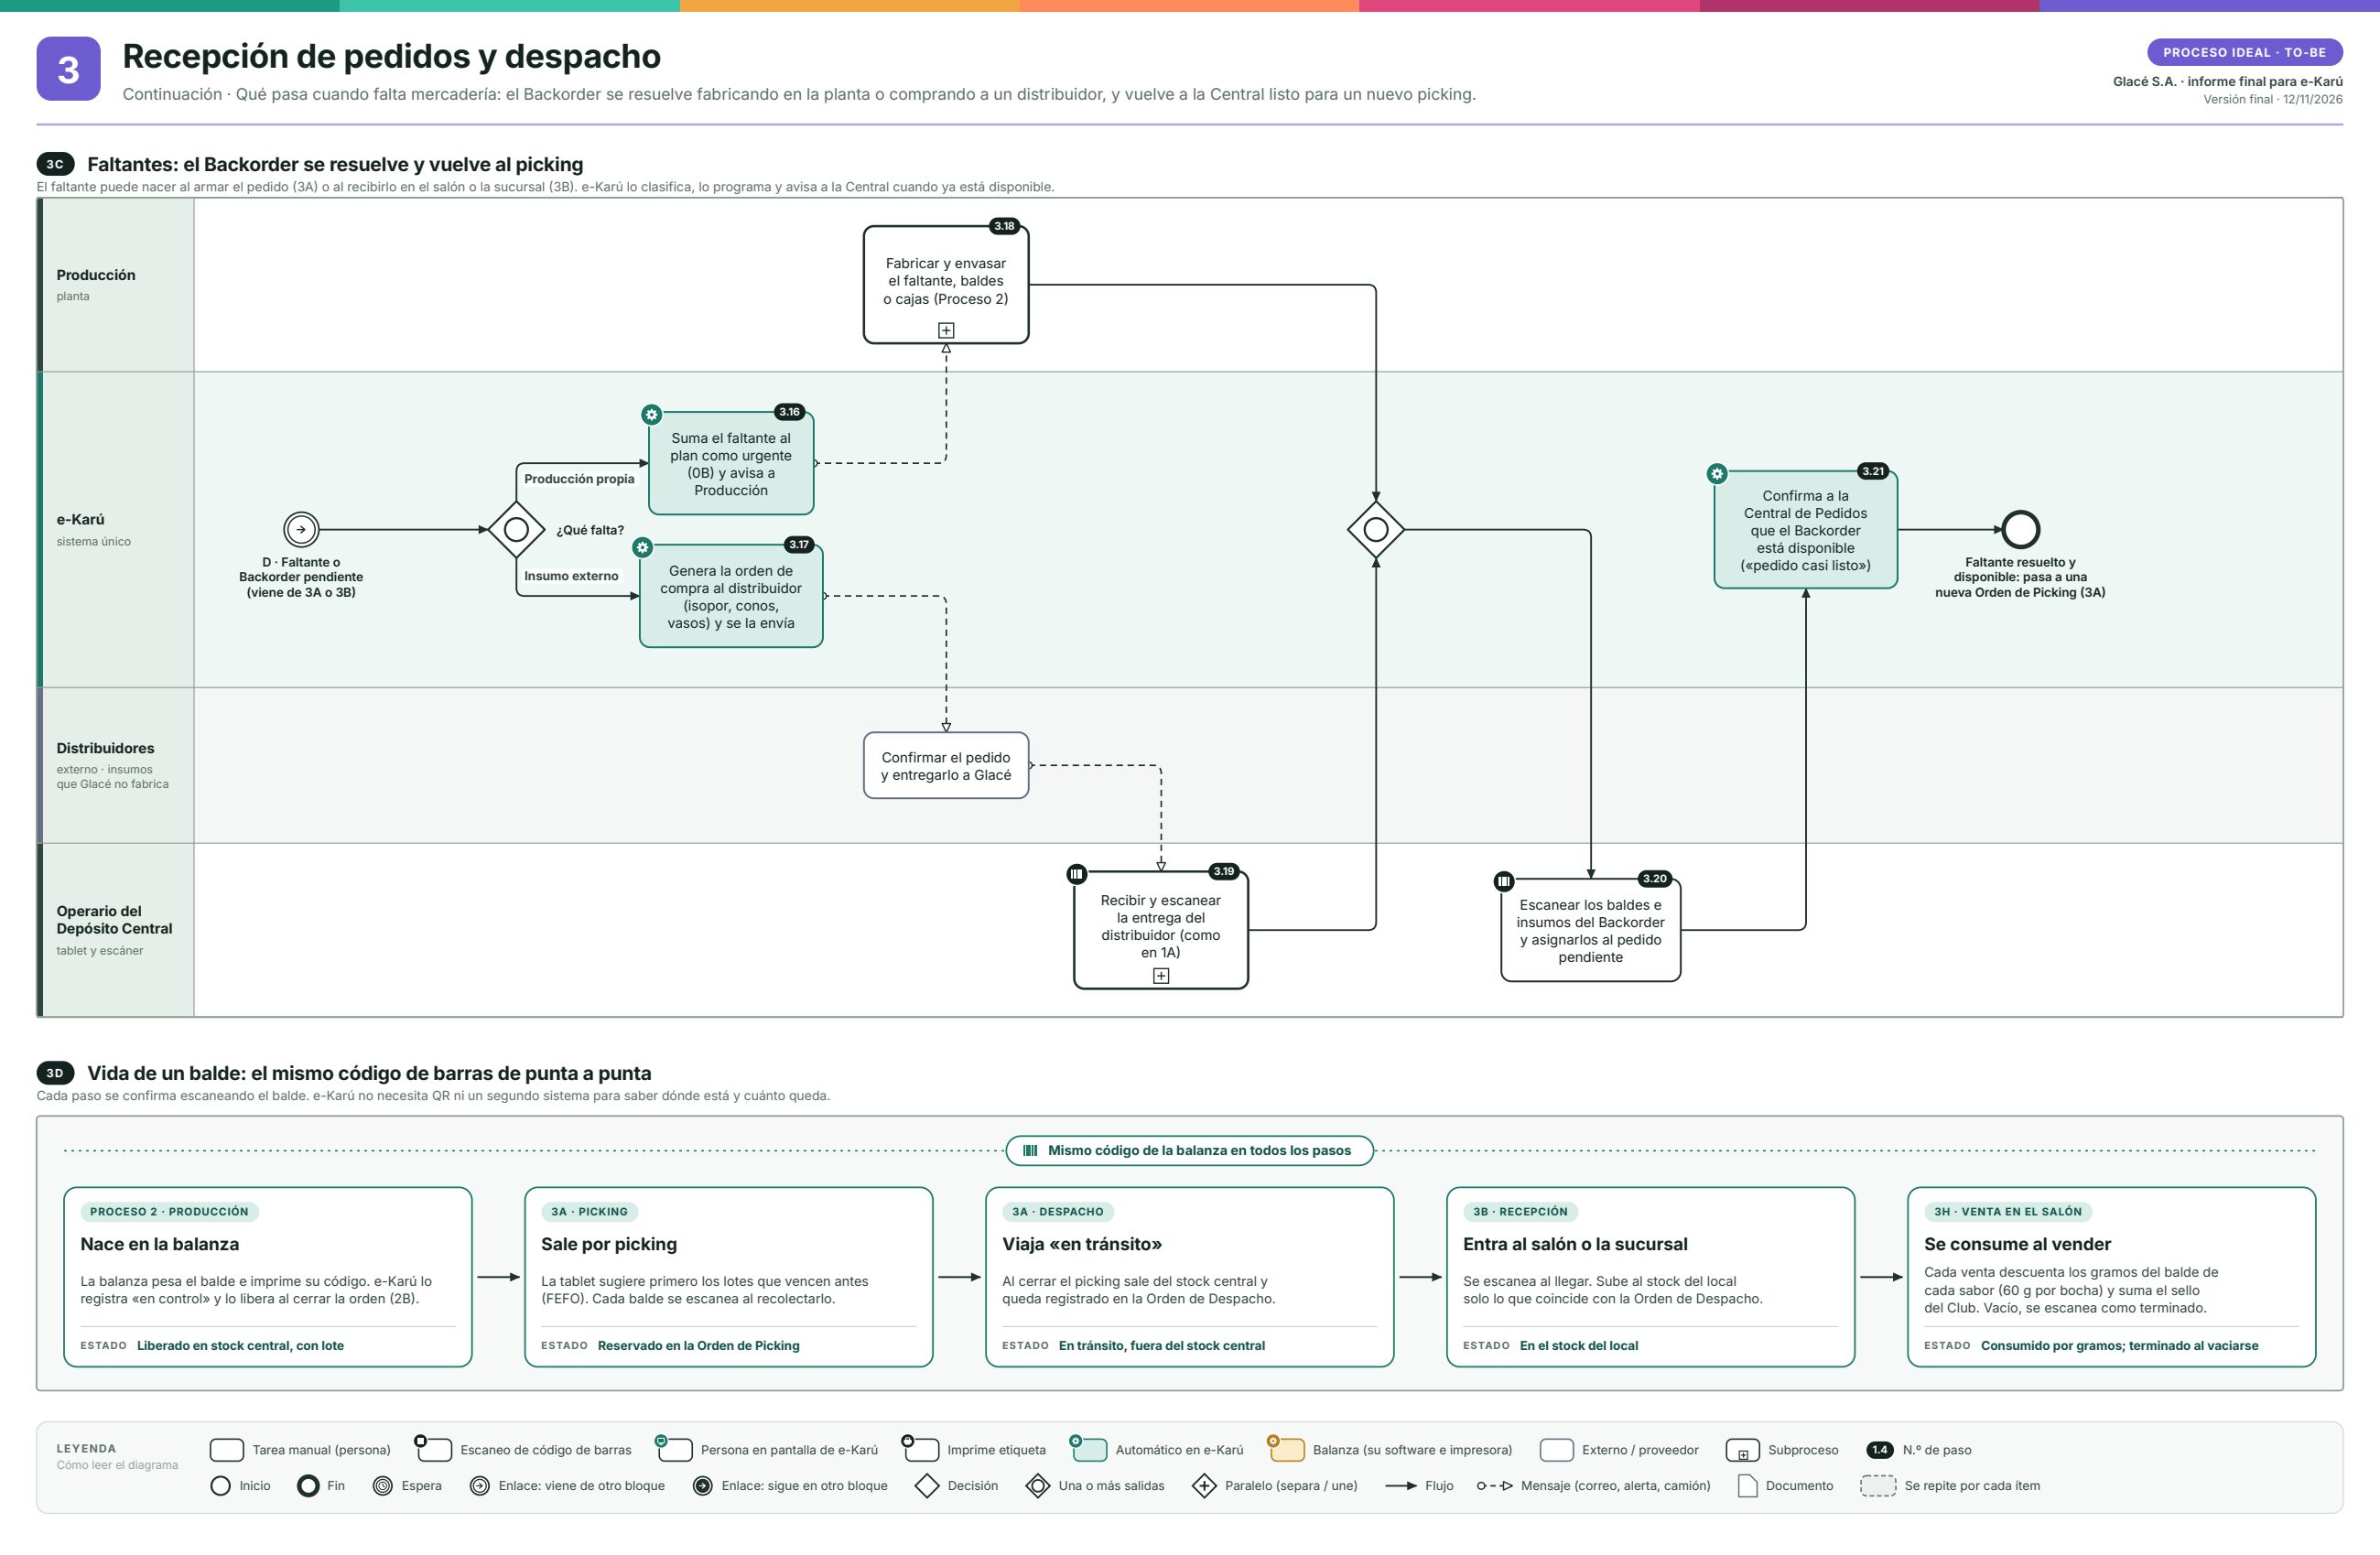 3
Recepción de pedidos y despacho
Continuación · Qué pasa cuando falta mercadería: el Backorder se resuelve fabricando en la planta o comprando a un distribuidor, y vuelve a la Central listo para un nuevo picking.
PROCESO IDEAL · TO-BE
Glacé S.A. · informe final para e-Karú
Versión final · 12/11/2026
3C
Faltantes: el Backorder se resuelve y vuelve al picking
El faltante puede nacer al armar el pedido (3A) o al recibirlo en el salón o la sucursal (3B). e-Karú lo clasifica, lo programa y avisa a la Central cuando ya está disponible.
Producción
planta
3.18
Fabricar y envasar
el faltante, baldes
o cajas (Proceso 2)
e-Karú
sistema único
D · Faltante o
Backorder pendiente
(viene de 3A o 3B)
¿Qué falta?
Producción propia
Insumo externo
3.16
Suma el faltante al
plan como urgente
(0B) y avisa a
Producción
3.17
Genera la orden de
compra al distribuidor
(isopor, conos,
vasos) y se la envía
3.21
Confirma a la
Central de Pedidos
que el Backorder
está disponible
(«pedido casi listo»)
Faltante resuelto y
disponible: pasa a una
nueva Orden de Picking (3A)
Distribuidores
externo · insumos
que Glacé no fabrica
Confirmar el pedido
y entregarlo a Glacé
Operario del
Depósito Central
tablet y escáner
3.19
Recibir y escanear
la entrega del
distribuidor (como
en 1A)
3.20
Escanear los baldes e
insumos del Backorder
y asignarlos al pedido
pendiente
3D
Vida de un balde: el mismo código de barras de punta a punta
Cada paso se confirma escaneando el balde. e-Karú no necesita QR ni un segundo sistema para saber dónde está y cuánto queda.
Mismo código de la balanza en todos los pasos
PROCESO 2 · PRODUCCIÓN
Nace en la balanza
La balanza pesa el balde e imprime su código. e-Karú lo
registra «en control» y lo libera al cerrar la orden (2B).
ESTADO Liberado en stock central, con lote
3A · PICKING
Sale por picking
La tablet sugiere primero los lotes que vencen antes
(FEFO). Cada balde se escanea al recolectarlo.
ESTADO Reservado en la Orden de Picking
3A · DESPACHO
Viaja «en tránsito»
Al cerrar el picking sale del stock central y
queda registrado en la Orden de Despacho.
ESTADO En tránsito, fuera del stock central
3B · RECEPCIÓN
Entra al salón o la sucursal
Se escanea al llegar. Sube al stock del local
solo lo que coincide con la Orden de Despacho.
ESTADO En el stock del local
3H · VENTA EN EL SALÓN
Se consume al vender
Cada venta descuenta los gramos del balde de
cada sabor (60 g por bocha) y suma el sello
del Club. Vacío, se escanea como terminado.
ESTADO Consumido por gramos; terminado al vaciarse
LEYENDA
Cómo leer el diagrama
Tarea manual (persona)
Escaneo de código de barras
Persona en pantalla de e-Karú
Imprime etiqueta
Automático en e-Karú
Balanza (su software e impresora)
Externo / proveedor
Subproceso
1.4 N.º de paso
Inicio
Fin
Espera
Enlace: viene de otro bloque
Enlace: sigue en otro bloque
Decisión
Una o más salidas
Paralelo (separa / une)
Flujo
Mensaje (correo, alerta, camión)
Documento
Se repite por cada ítem